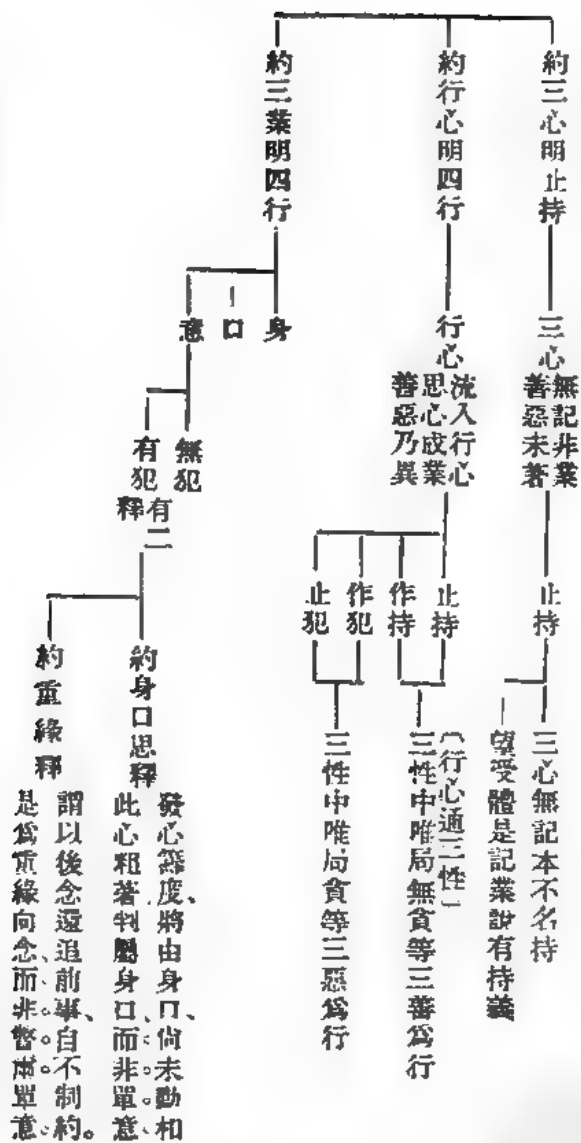 約三心明止持
三心
無記非業
善惡未著
止持
三心無記本不名持
望受體是記業說有持義
約行心明四行
行心
流入行心
思心成業
善惡乃異
止持
作持
作犯
止犯
(行心通三性)
三性中唯局無貪等三善爲行
三性中唯局貪等三惡爲行
約三業明四行
身
口
意
無犯
有犯
有二
釋
約身口思釋
發心籌度、將由身口、尙未動相
此心粗著判屬身口、而非單意、
約重緣釋
謂以後念還追前事、自不制約。
是爲重緣向念、而非瞥爾單意、